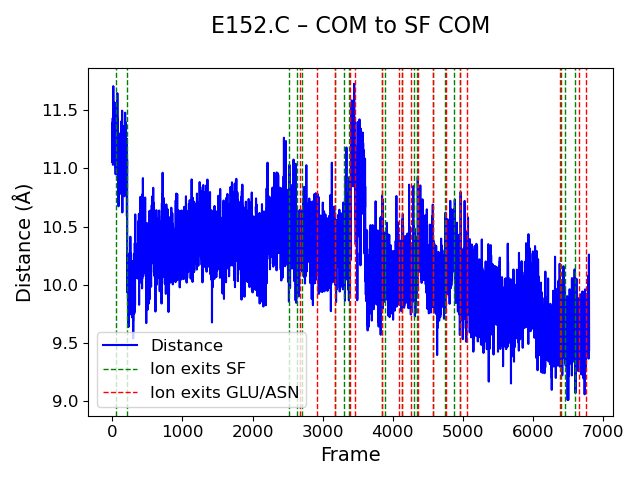 E152.C – COM to SF COM
11.5
11.0
10.5
10.0
9.5
9.0
Distance (Å)
Distance
Ion exits SF
Ion exits GLU/ASN
0 1000 2000 3000 4000 5000 6000 7000
Frame